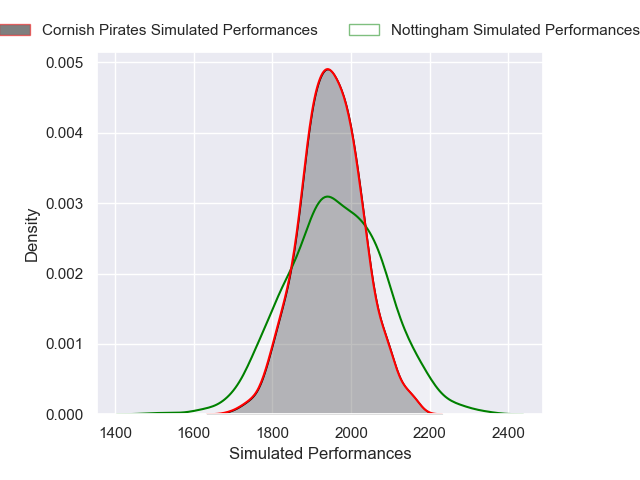 Cornish Pirates Simulated Performances Nottingham Simulated Performances
0.005
0.004
0.003
0.002
0.001
0.000
Density
1400 1600 1800 2000 2200 2400
Simulated Performances